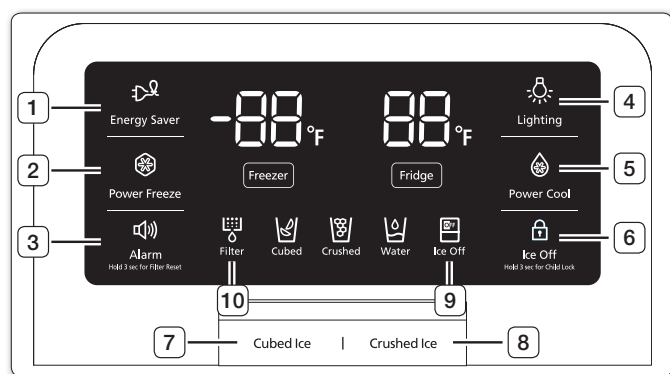 1
Energy Saver
2
Power Freeze
3
Alarm
Hold 3 sec for Filter Reset
-88°F
88°F
Freezer
Fridge
Filter
Cubed
Crushed
Water
OFF
Ice Off
4
Lighting
5
Power Cool
6
Ice Off
Hold 3 sec for Child Lock
10
9
7
Cubed Ice | Crushed Ice
8